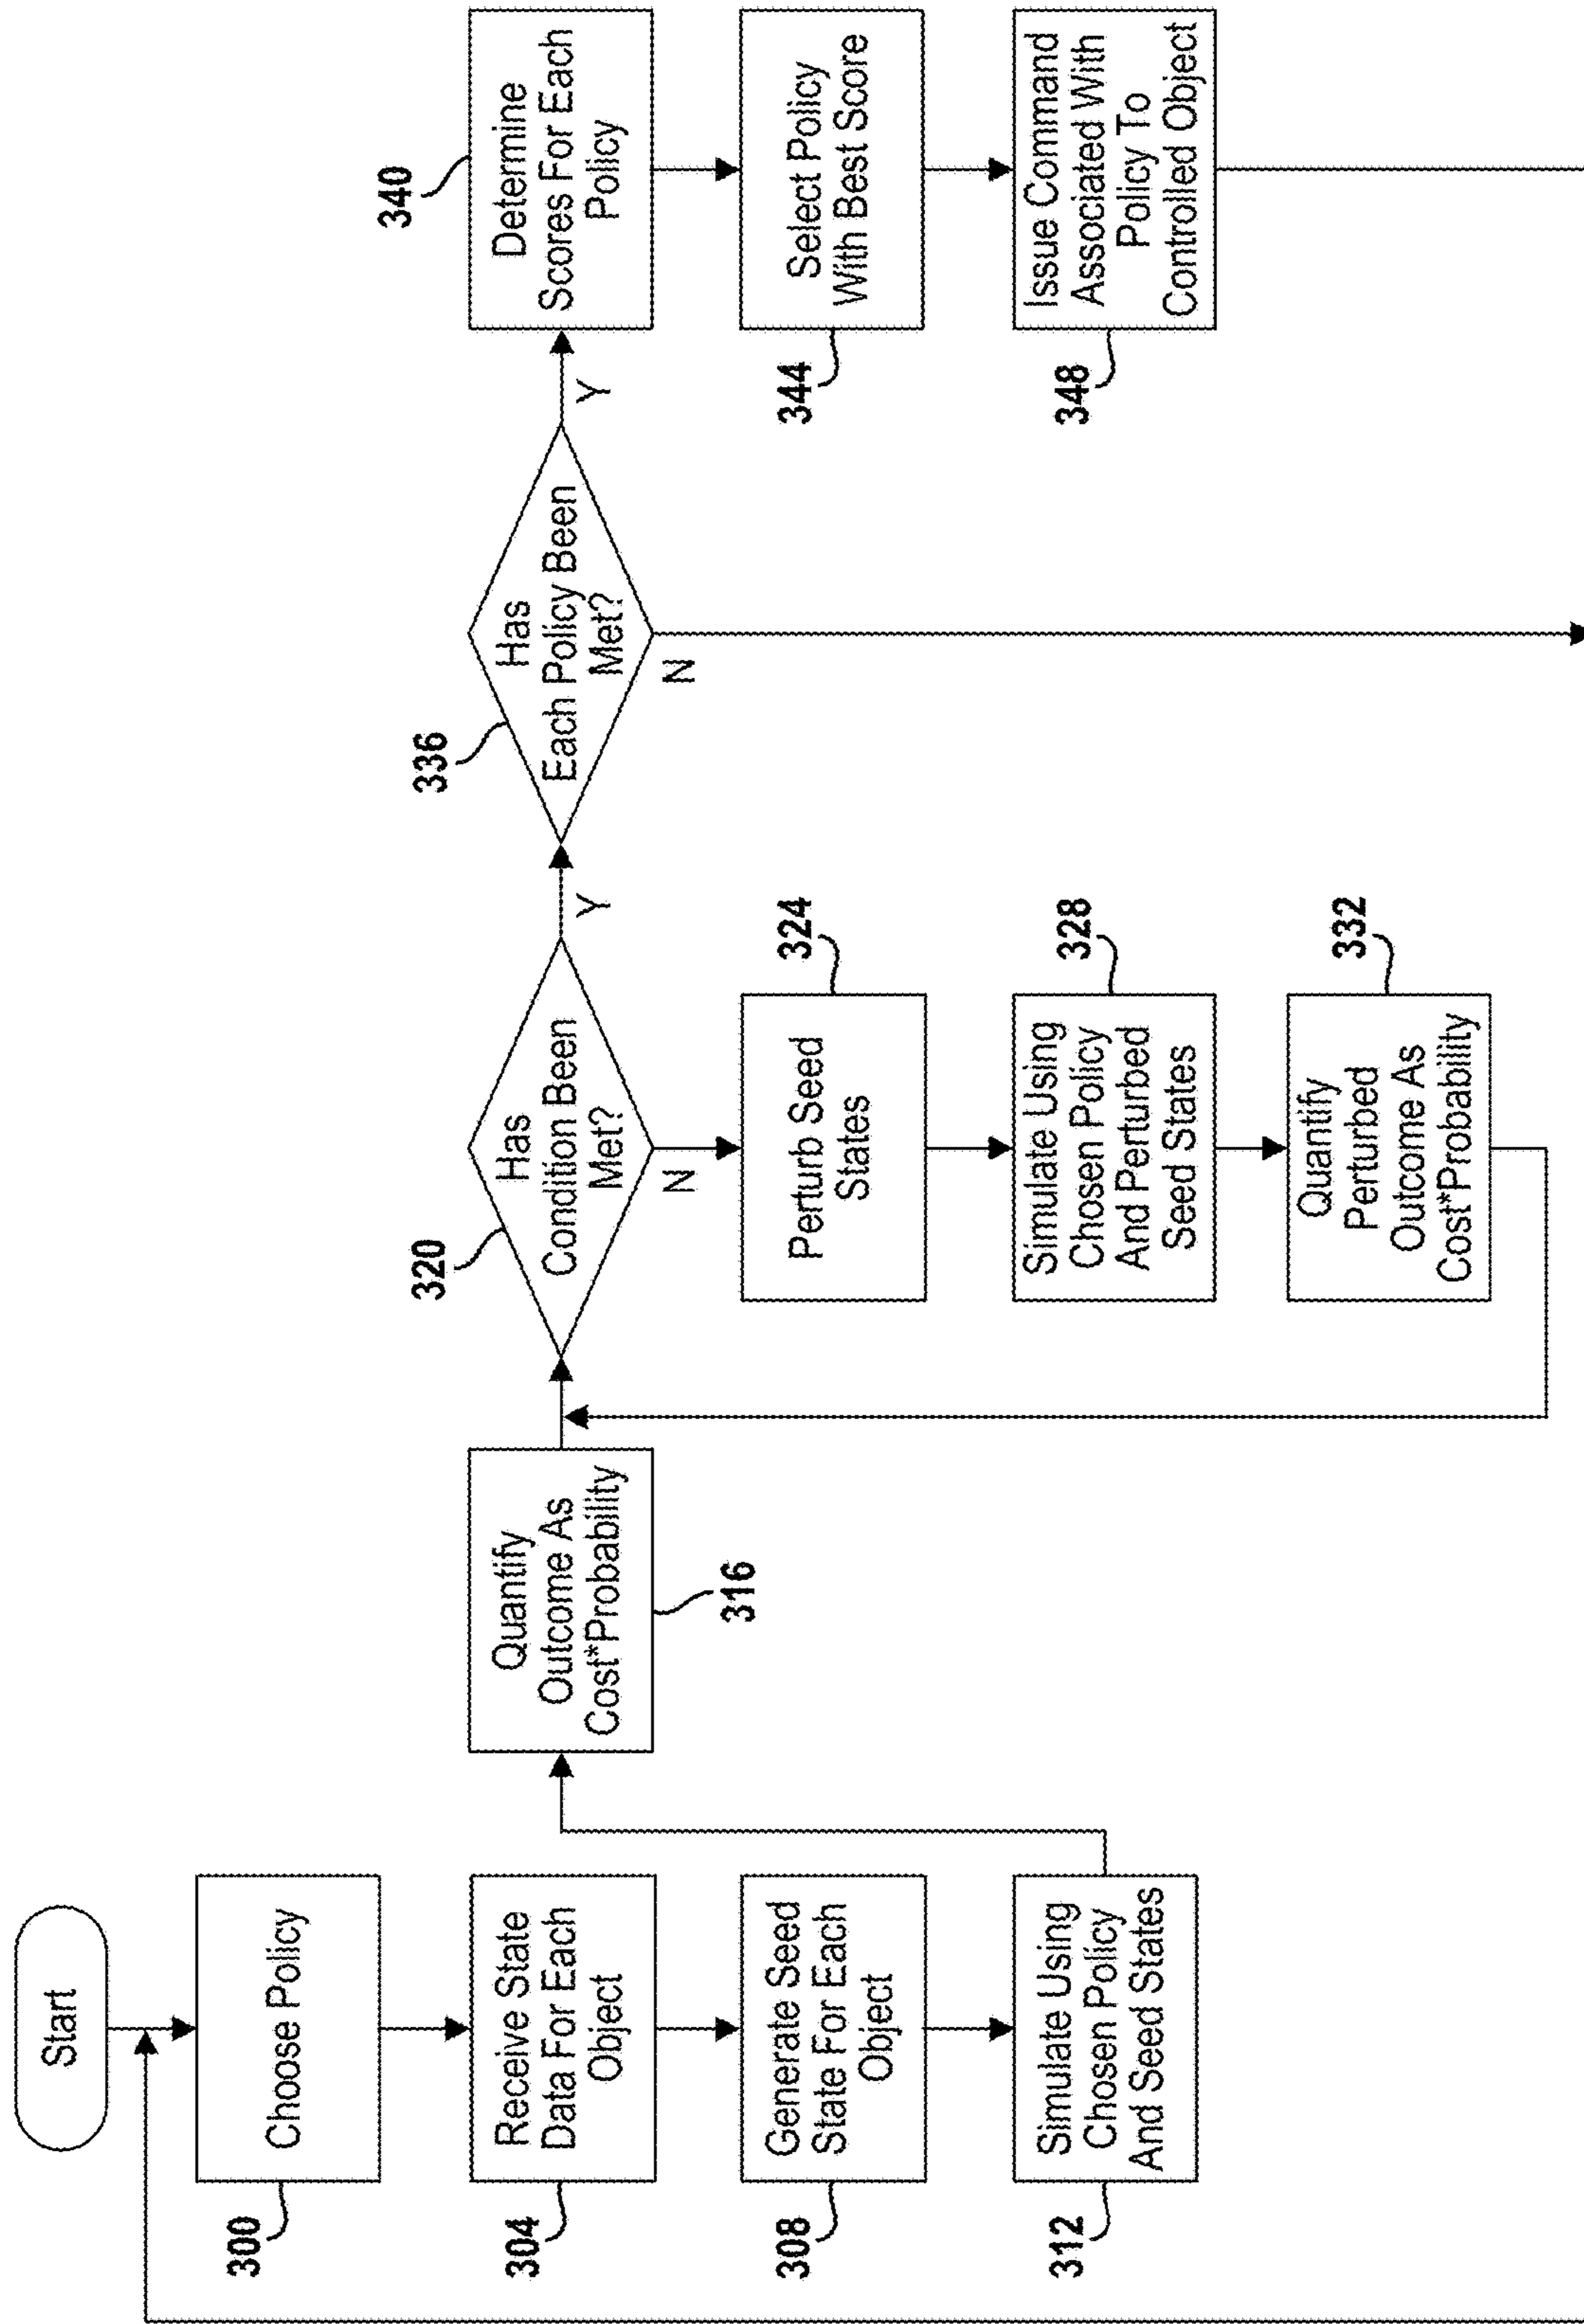 Start
300
Choose Policy
304
Receive State
Data For Each
Object
308
Generate Seed
State For Each
Object
312
Simulate Using
Chosen Policy
And Seed States
Quantify
Outcome As
Cost*Probability
316
320
Has
Condition Been
Met?
Y
N
324
Perturb Seed
States
328
Simulate Using
Chosen Policy
And Perturbed
Seed States
332
Quantify
Perturbed
Outcome As
Cost*Probability
336
Has
Each Policy Been
Met?
Y
N
340
Determine
Scores For Each
Policy
344
Select Policy
With Best Score
348
Issue Command
Associated With
Policy To
Controlled Object